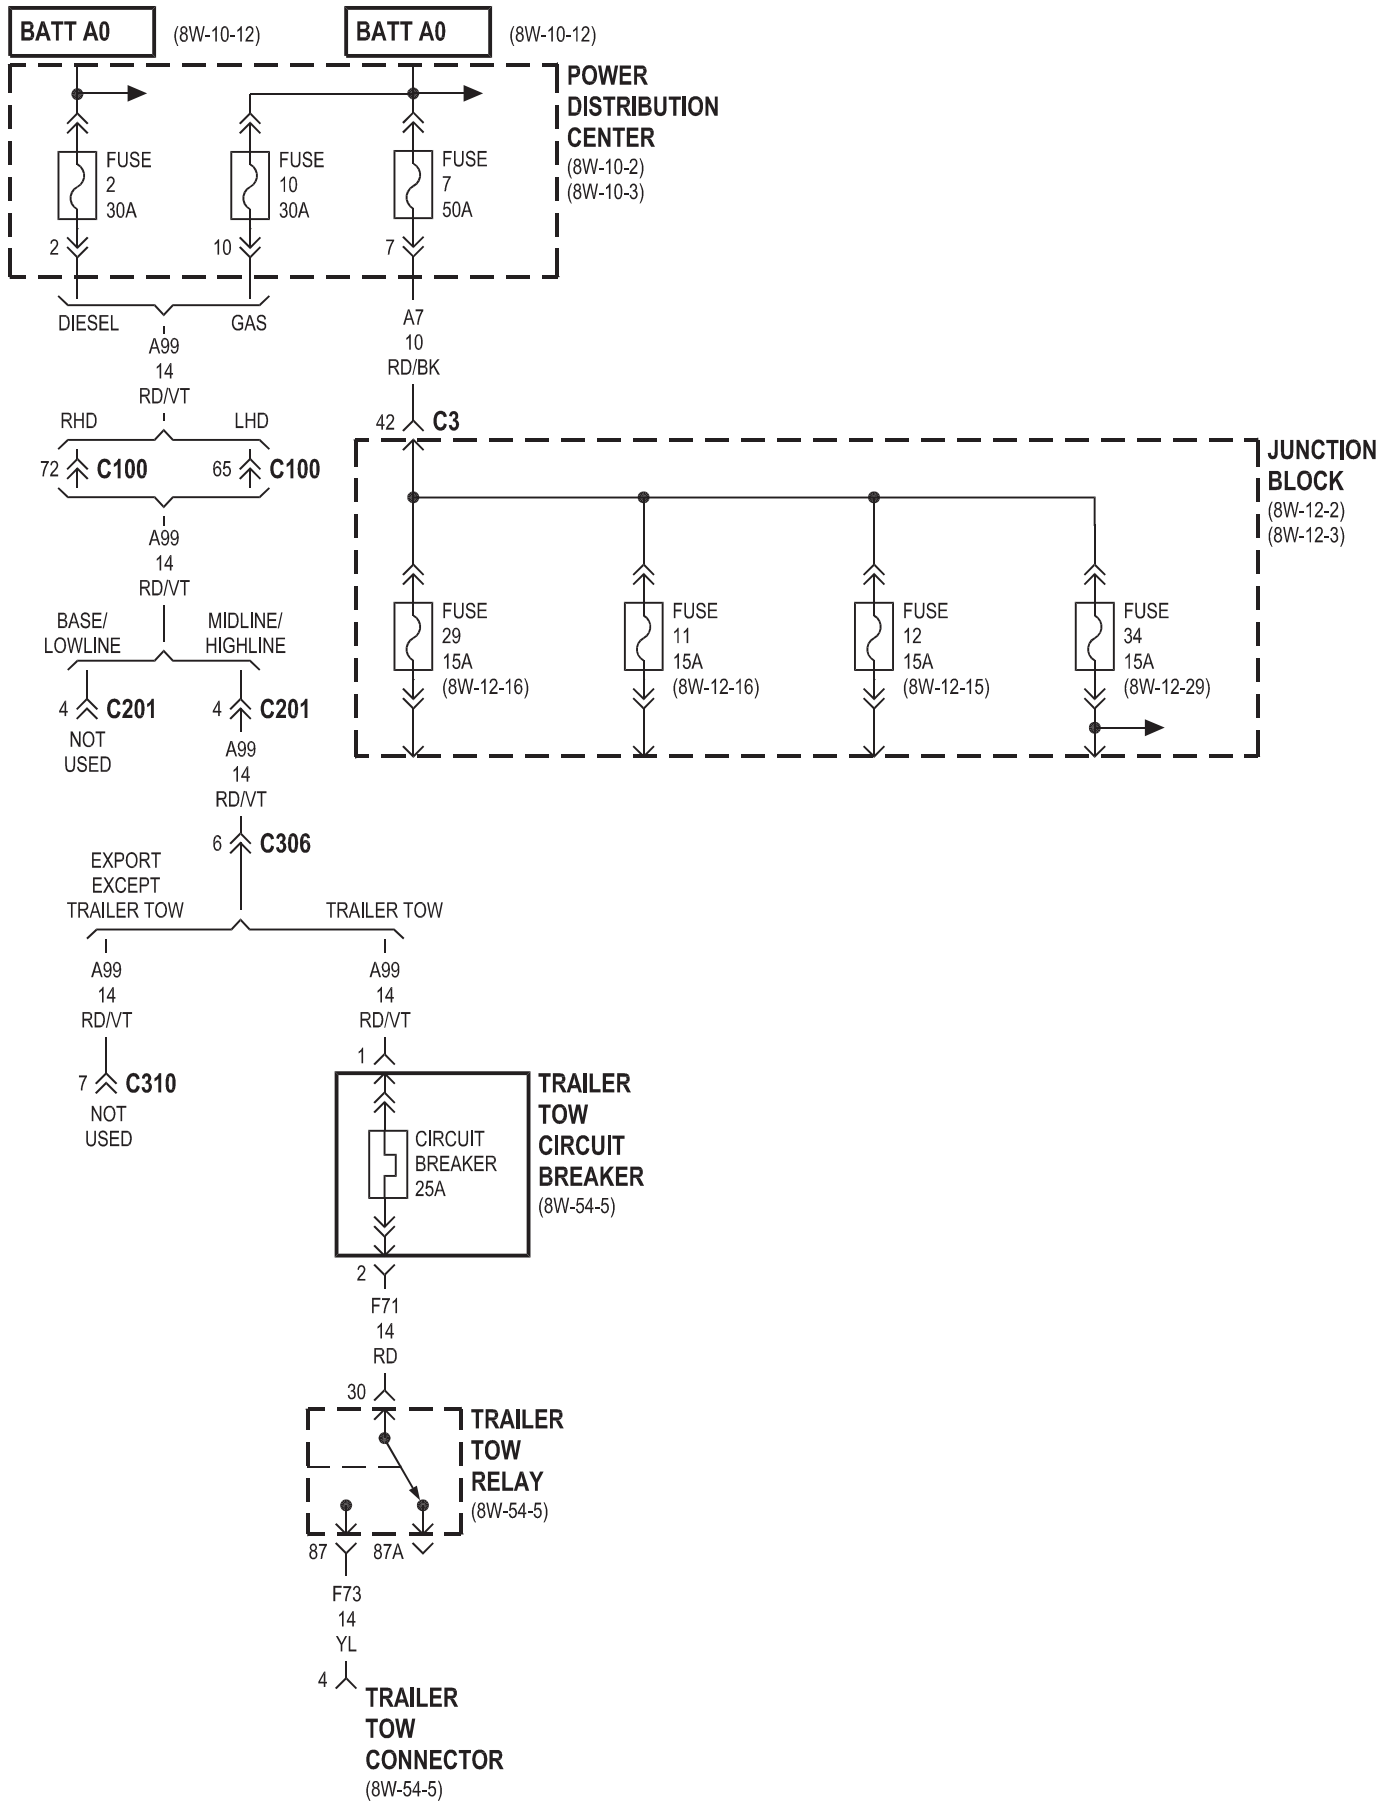 BATT A0
(8W-10-12)
BATT A0
(8W-10-12)
POWER
DISTRIBUTION
CENTER
(8W-10-2)
(8W-10-3)
FUSE
2
30A
FUSE
10
30A
FUSE
7
50A
2
10
7
DIESEL
GAS
A99
14
RD/VT
A7
10
RD/BK
RHD
LHD
72
C100
65
C100
42
C3
JUNCTION
BLOCK
(8W-12-2)
(8W-12-3)
A99
14
RD/VT
BASE/
LOWLINE
MIDLINE/
HIGHLINE
FUSE
29
15A
(8W-12-16)
FUSE
11
15A
(8W-12-16)
FUSE
12
15A
(8W-12-15)
FUSE
34
15A
(8W-12-29)
4
C201
NOT
USED
4
C201
A99
14
RD/VT
6
C306
EXPORT
EXCEPT
TRAILER TOW
TRAILER TOW
A99
14
RD/VT
A99
14
RD/VT
7
C310
NOT
USED
1
TRAILER
TOW
CIRCUIT
BREAKER
(8W-54-5)
CIRCUIT
BREAKER
25A
2
F71
14
RD
30
TRAILER
TOW
RELAY
(8W-54-5)
87
87A
F73
14
YL
4
TRAILER
TOW
CONNECTOR
(8W-54-5)